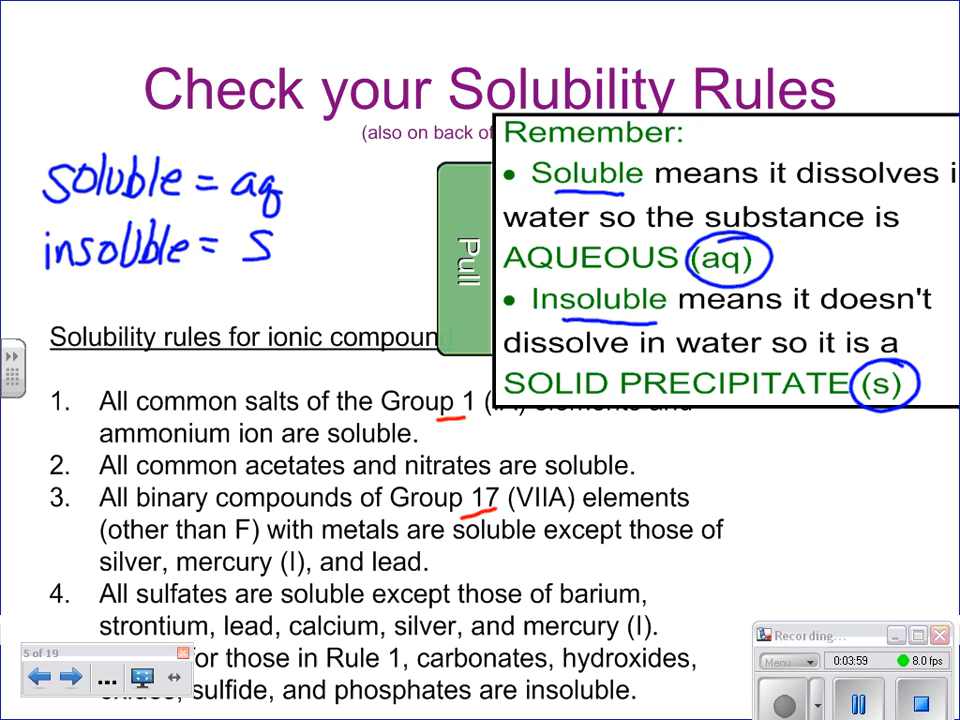 Check your Solubility Rules
(also on back of
soluble = aq
insoluble = s
Pull
Remember:
• Soluble means it dissolves i
water so the substance is
AQUEOUS (aq)
• Insoluble means it doesn't
dissolve in water so it is a
SOLID PRECIPITATE (s)
Solubility rules for ionic compound
1. All common salts of the Group 1
ammonium ion are soluble.
2. All common acetates and nitrates are soluble.
3. All binary compounds of Group 17 (VIIA) elements
(other than F) with metals are soluble except those of
silver, mercury (I), and lead.
4. All sulfates are soluble except those of barium,
strontium, lead, calcium, silver, and mercury (I).
or those in Rule 1, carbonates, hydroxides,
sulfide, and phosphates are insoluble.
5 of 19
...
Recording...
Menu 0:03:59 8.0 fps